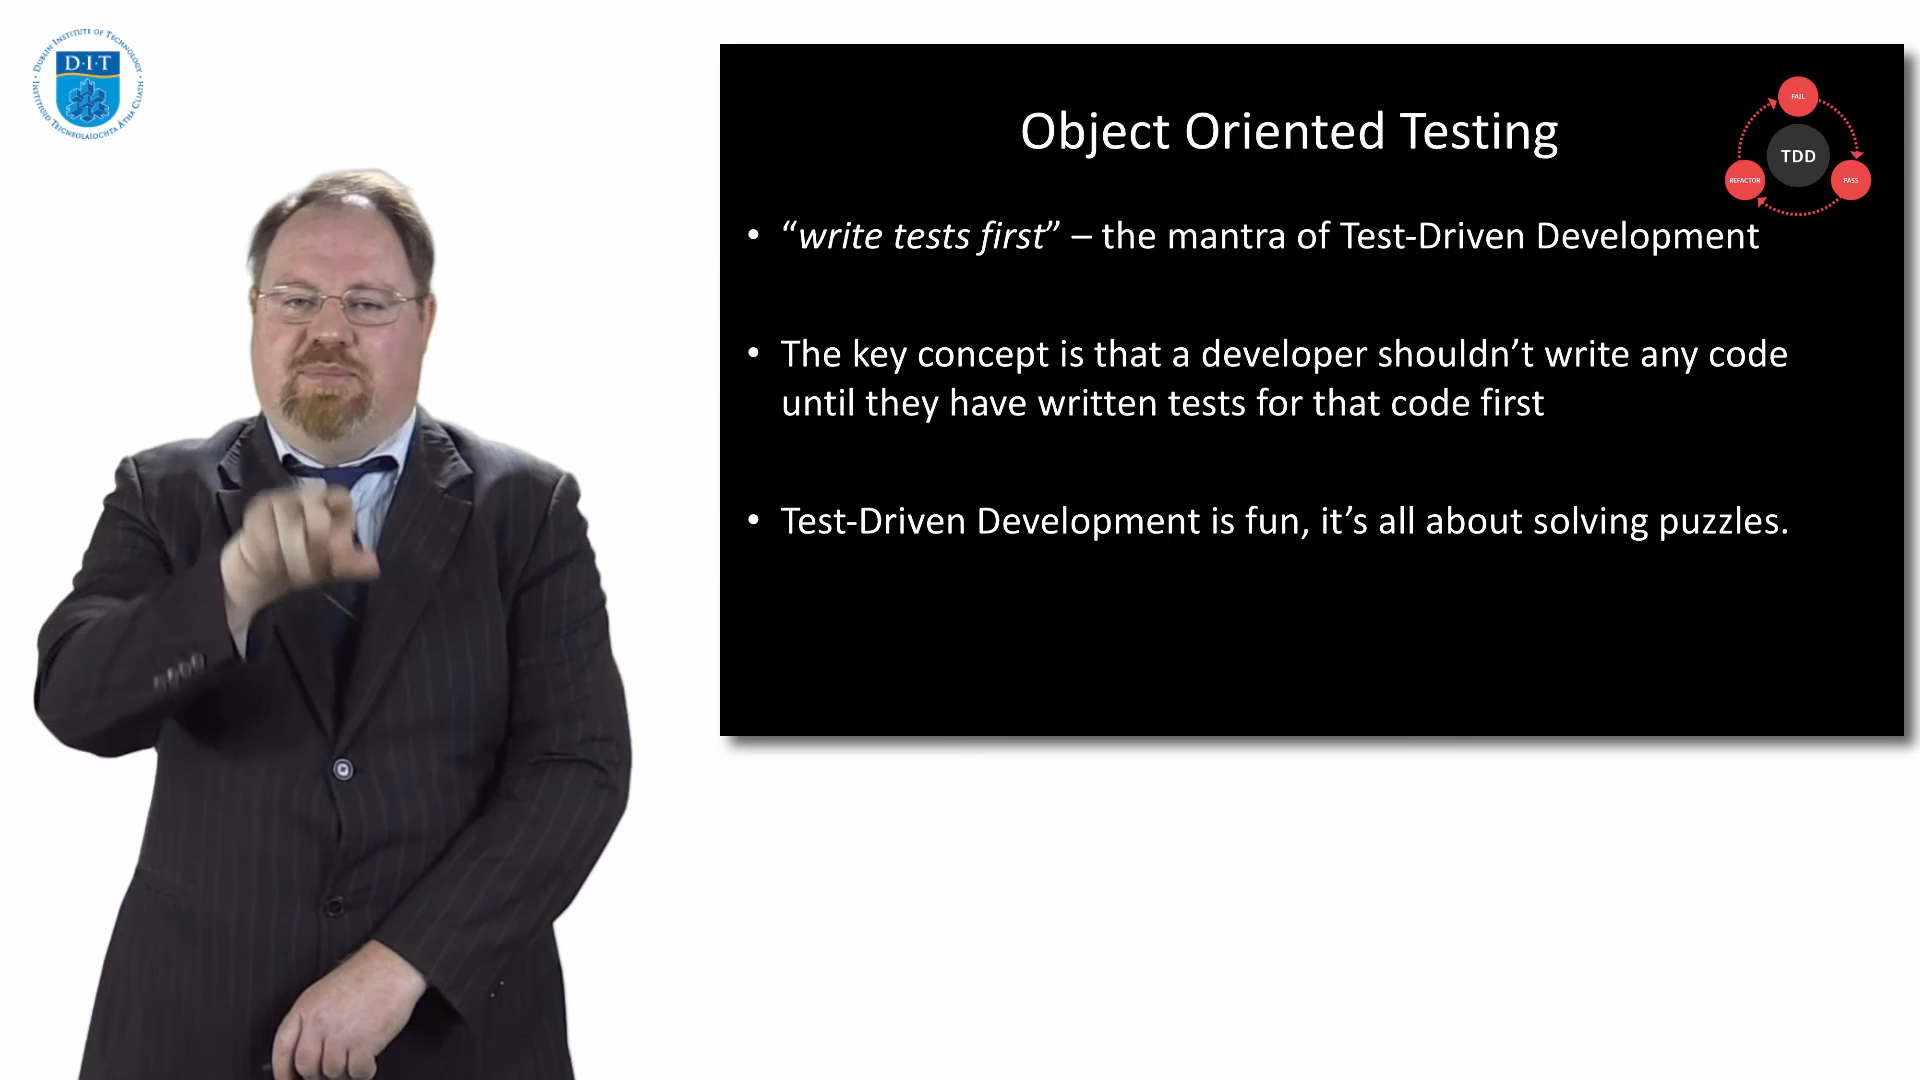 DUBLIN INSTITUTE OF TECHNOLOGY
D·I·T
INSTITIÚID TEICNEOLAÍOCHTA ÁTHA CLIATH
Object Oriented Testing
FAIL
TDD
REFACTOR
PASS
• “write tests first” – the mantra of Test-Driven Development
• The key concept is that a developer shouldn’t write any code
until they have written tests for that code first
• Test-Driven Development is fun, it’s all about solving puzzles.